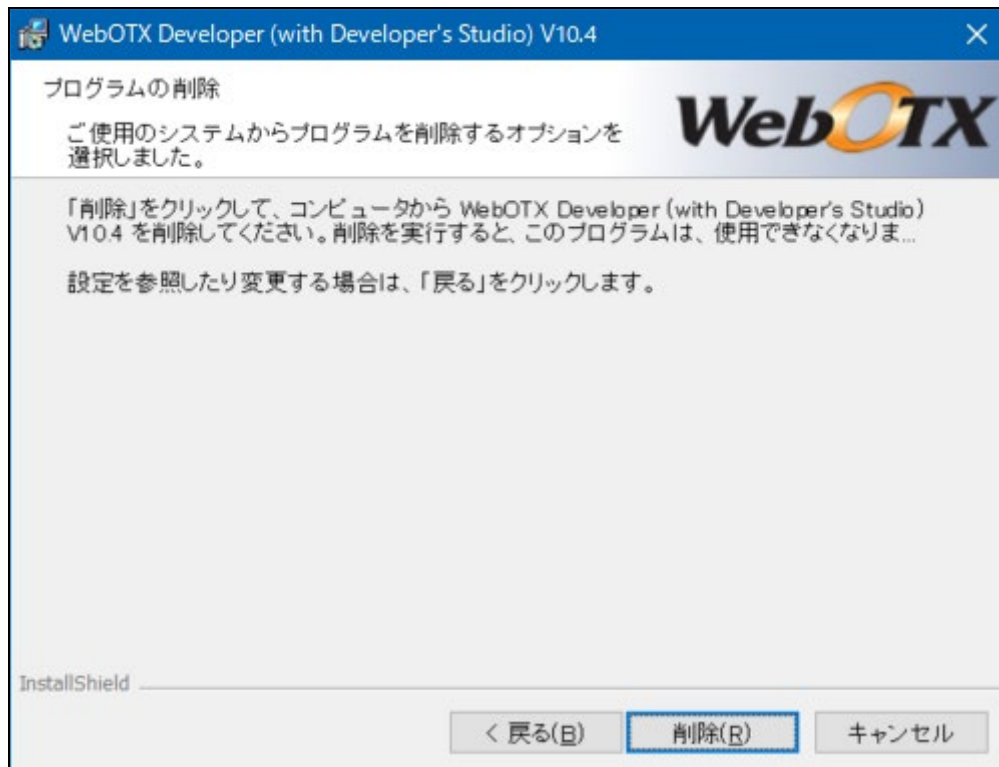 WebOTX Developer (with Developer's Studio) V10.4
プログラムの削除
WebOTX
ご使用のシステムからプログラムを削除するオプションを
選択しました。
「削除」をクリックして、コンピュータから WebOTX Developer (with Developer's Studio)
V10.4 を削除してください。削除を実行すると、このプログラムは、使用できなくなりま...
設定を参照したり変更する場合は、「戻る」をクリックします。
InstallShield
< 戻る(B)
削除(R)
キャンセル